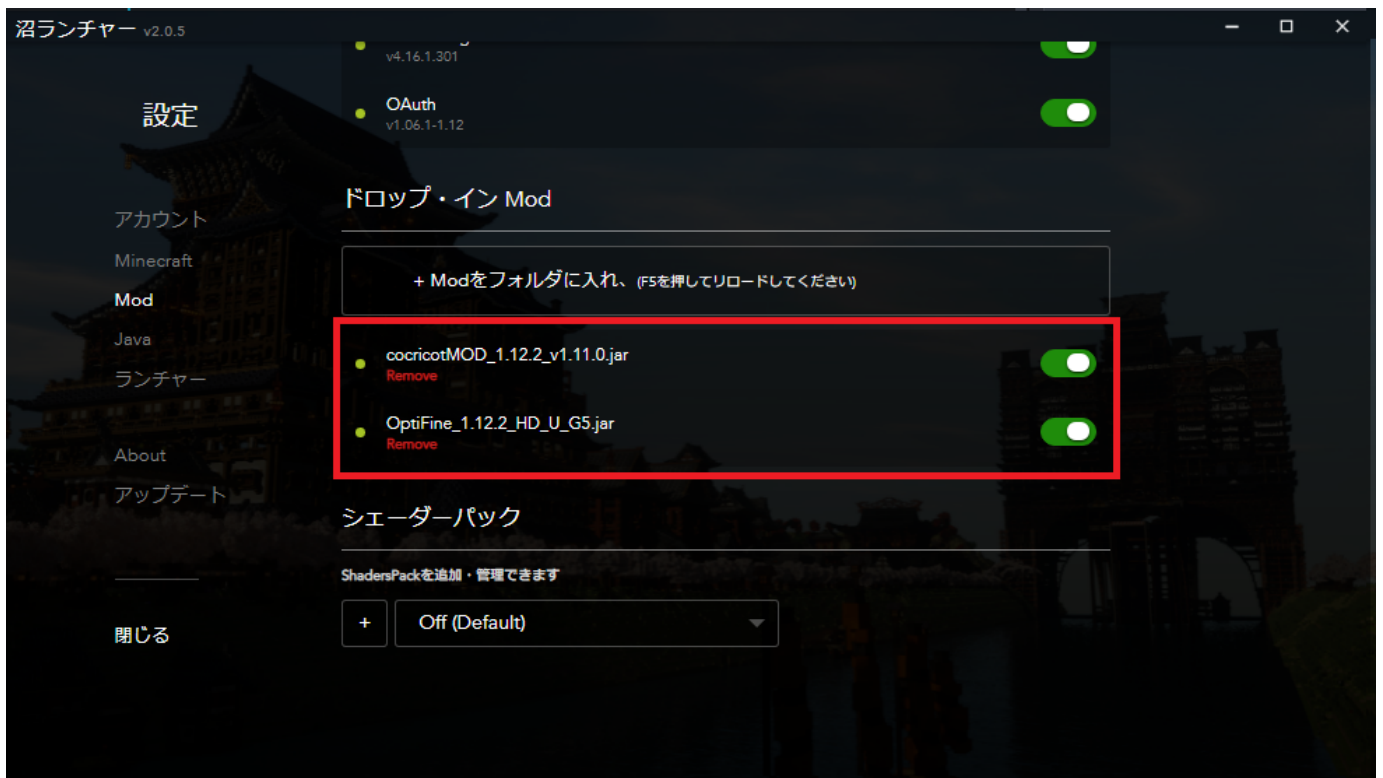 沼ランチャー v2.0.5
v4.16.1.301
設定
OAuth
v1.06.1-1.12
アカウント
Minecraft
Mod
Java
ランチャー
About
アップデート
閉じる
ドロップ・イン Mod
+ Modをフォルダに入れ、(F5を押してリロードしてください)
cocricotMOD_1.12.2_v1.11.0.jar
Remove
OptiFine_1.12.2_HD_U_G5.jar
Remove
シェーダーパック
ShadersPackを追加・管理できます
+ Off (Default)